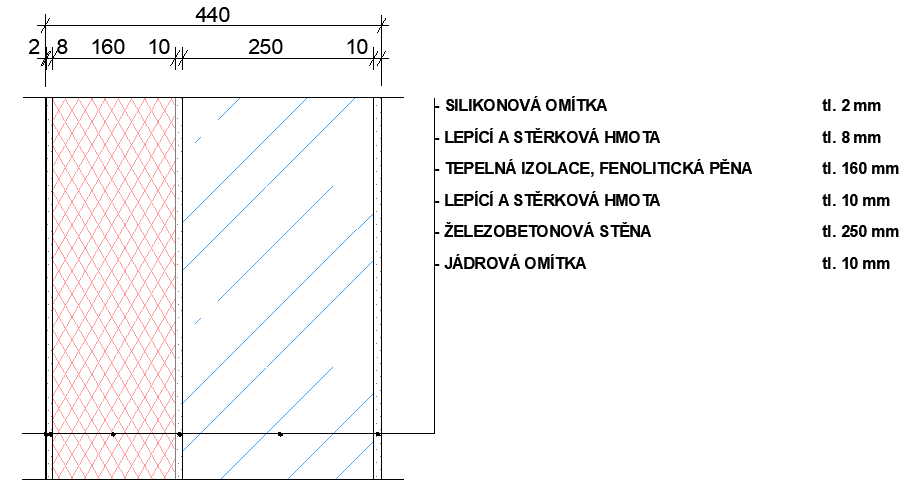 440
2 8 160 10 250 10
- SILIKONOVÁ OMÍTKA tl. 2 mm
- LEPÍCÍ A STĚRKOVÁ HMOTA tl. 8 mm
- TEPELNÁ IZOLACE, FENOLITICKÁ PĚNA tl. 160 mm
- LEPÍCÍ A STĚRKOVÁ HMOTA tl. 10 mm
- ŽELEZOBETONOVÁ STĚNA tl. 250 mm
- JÁDROVÁ OMÍTKA tl. 10 mm